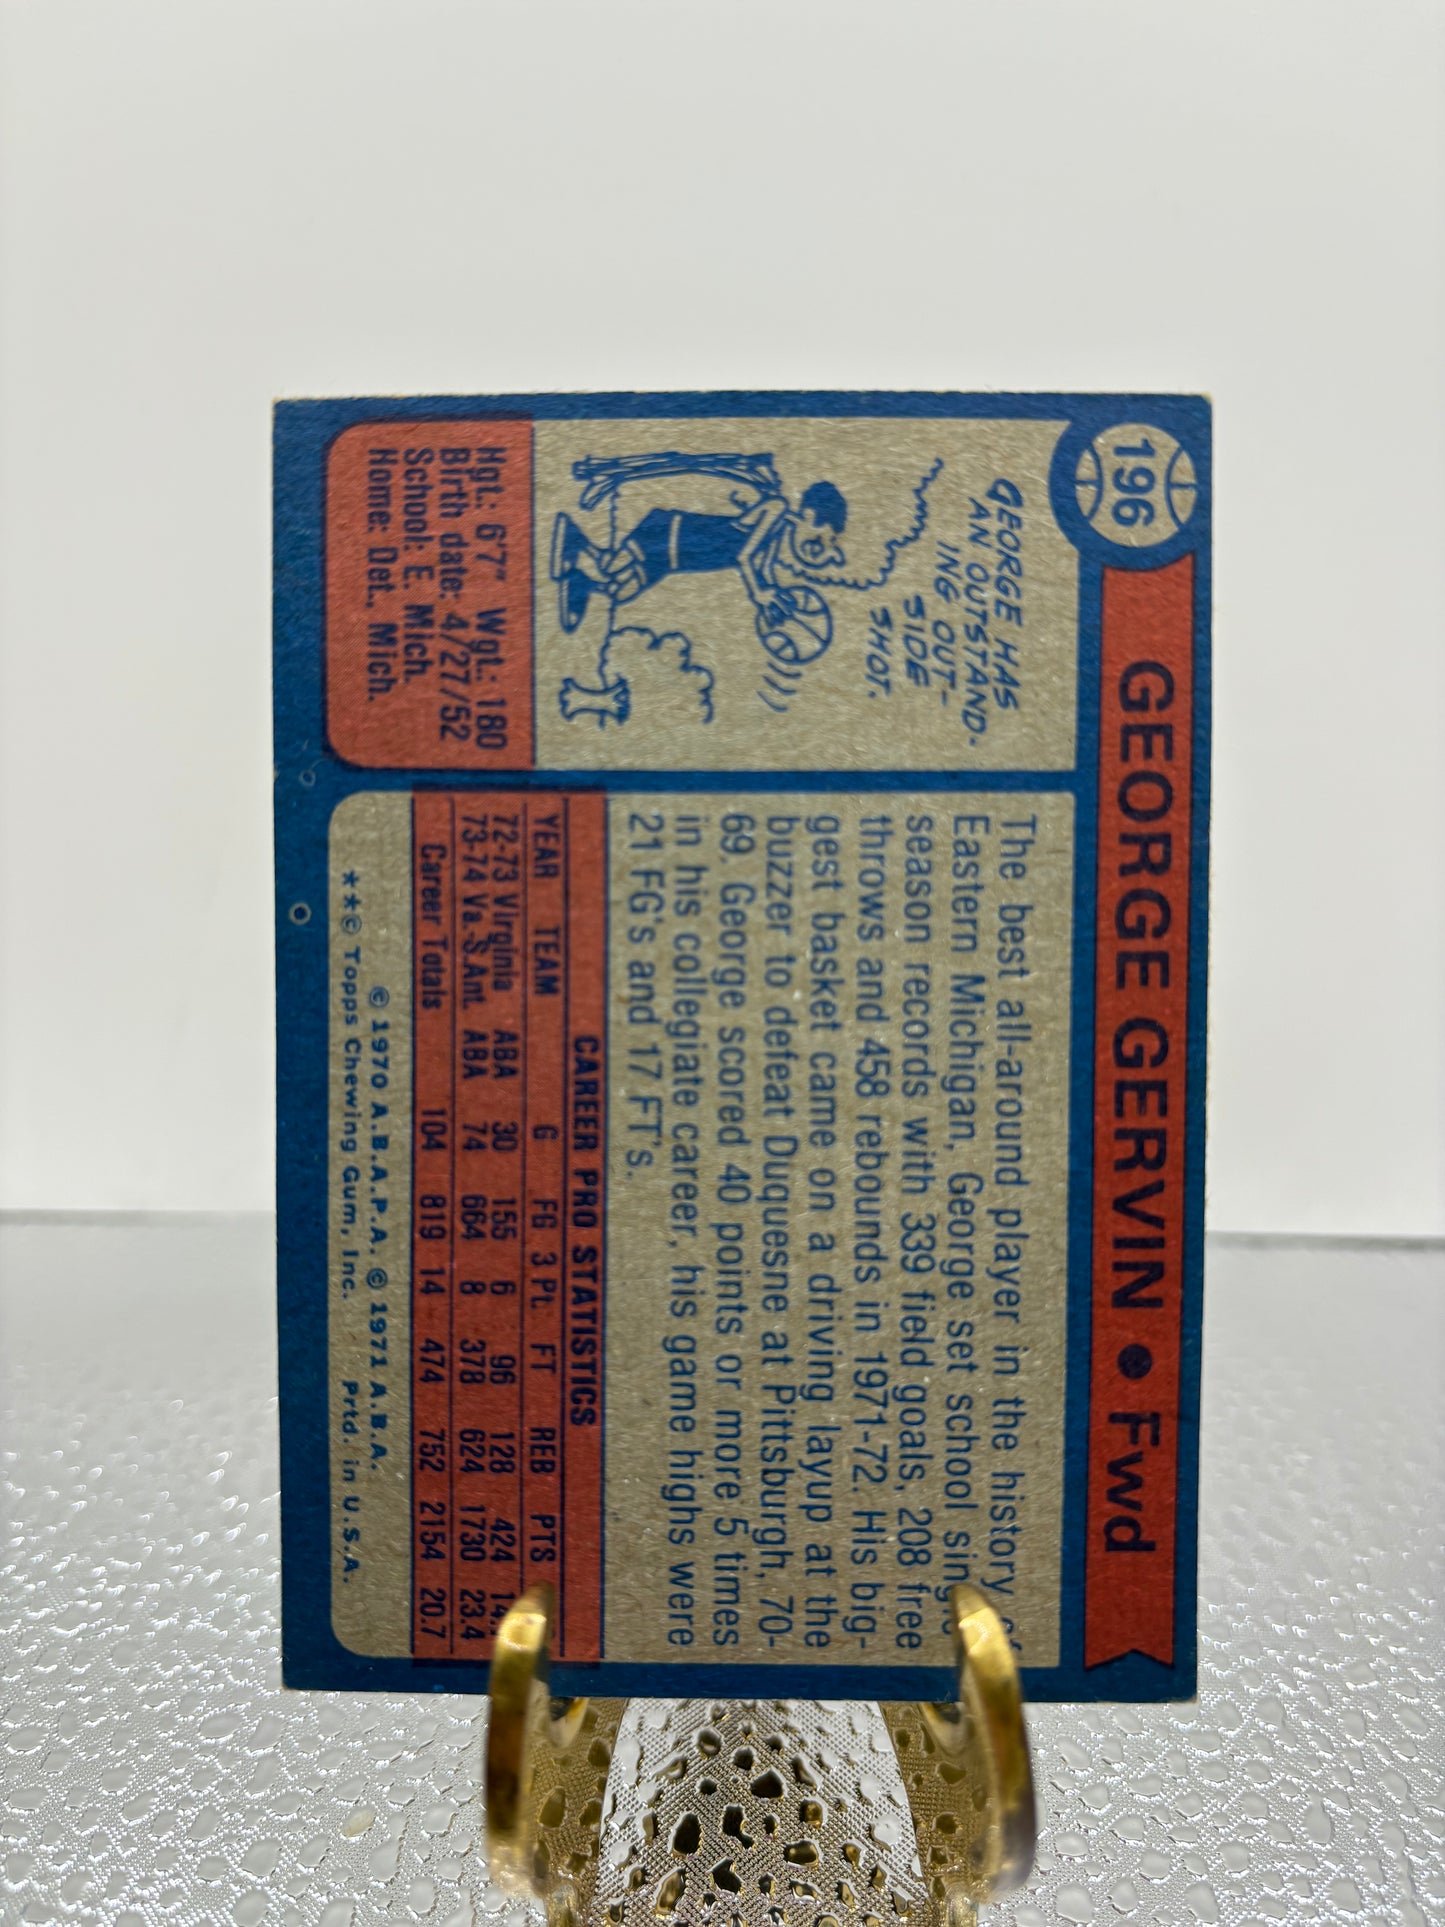 196
GEORGE GERVIN • Fwd
GEORGE HAS
AN OUTSTAND-
ING OUT-
SIDE
SHOT.
Hgt.: 6'7" Wgt.: 180
Birth date: 4/27/52
School: E. Mich.
Home: Det., Mich.
The best all-around player in the history
Eastern Michigan, George set school
season records with 339 field goals, 208 free
throws and 458 rebounds in 1971-72. His big-
gest basket came on a driving layup at the
buzzer to defeat Duquesne at Pittsburgh, 70-
69. George scored 40 points or more 5 times
in his collegiate career, his game highs were
21 FG's and 17 FT's.
CAREER PRO STATISTICS
YEAR TEAM G FG 3 Pt. FT REB PTS
72-73 Virginia ABA 30 155 6 96 128 424
73-74 Va.S.Ant. ABA 74 664 8 378 624 1730 23.4
Career Totals 104 819 14 474 752 2154 20.7
© 1970 A.B.A.P.A. © 1971 A.B.A.
**© Topps Chewing Gum, Inc. Prtd. in U.S.A.